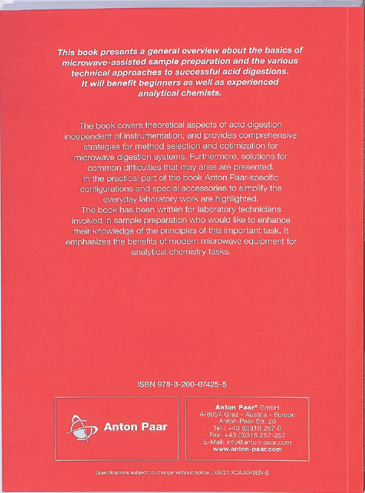 This book presents a general overview about the basics of
microwave-assisted sample preparation and the various
technical approaches to successful acid digestions.
It will benefit beginners as well as experienced
analytical chemists.
The book covers theoretical aspects of acid digestion
independent of instrumentation, and provides comprehensive
strategies for method selection and optimization for
microwave digestion systems. Furthermore, solutions for
common difficulties that may arise are presented.
In the practical part of the book Anton Paar-specific
configurations and special accessories to simplify the
everyday laboratory work are highlighted.
The book has been written for laboratory technicians
involved in sample preparation who would like to enhance
their knowledge of the principles of this important task. It
emphasizes the benefits of modern microwave equipment for
analytical chemistry tasks.
ISBN 978-3-200-07425-5
Anton Paar
Anton Paar® GmbH
A-8054 Graz - Austria - Europe
Anton-Paar-Str. 20
Tel.: +43 (0)316 257-0
Fax: +43 (0)316 257-257
E-Mail: info@anton-paar.com
www.anton-paar.com
Specifications subject to change without notice. |